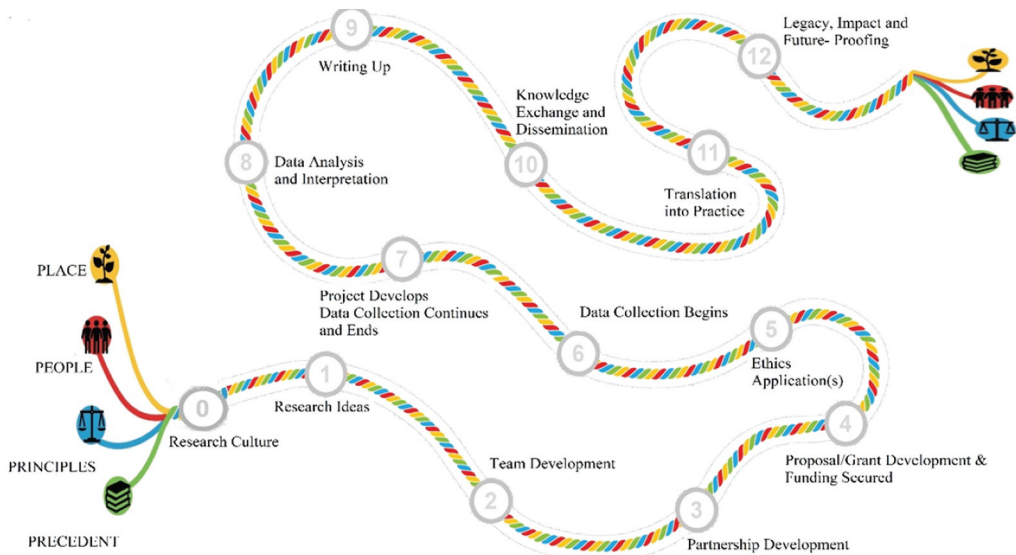 PLACE
PEOPLE
PRINCIPLES
PRECEDENT
0
Research Culture
1
Research Ideas
2
Team Development
3
Partnership Development
4
Proposal/Grant Development &
Funding Secured
5
Ethics
Application(s)
6
Data Collection Begins
7
Project Develops
Data Collection Continues
and Ends
8
Data Analysis
and Interpretation
9
Writing Up
10
Knowledge
Exchange and
Dissemination
11
Translation
into Practice
12
Legacy, Impact and
Future- Proofing